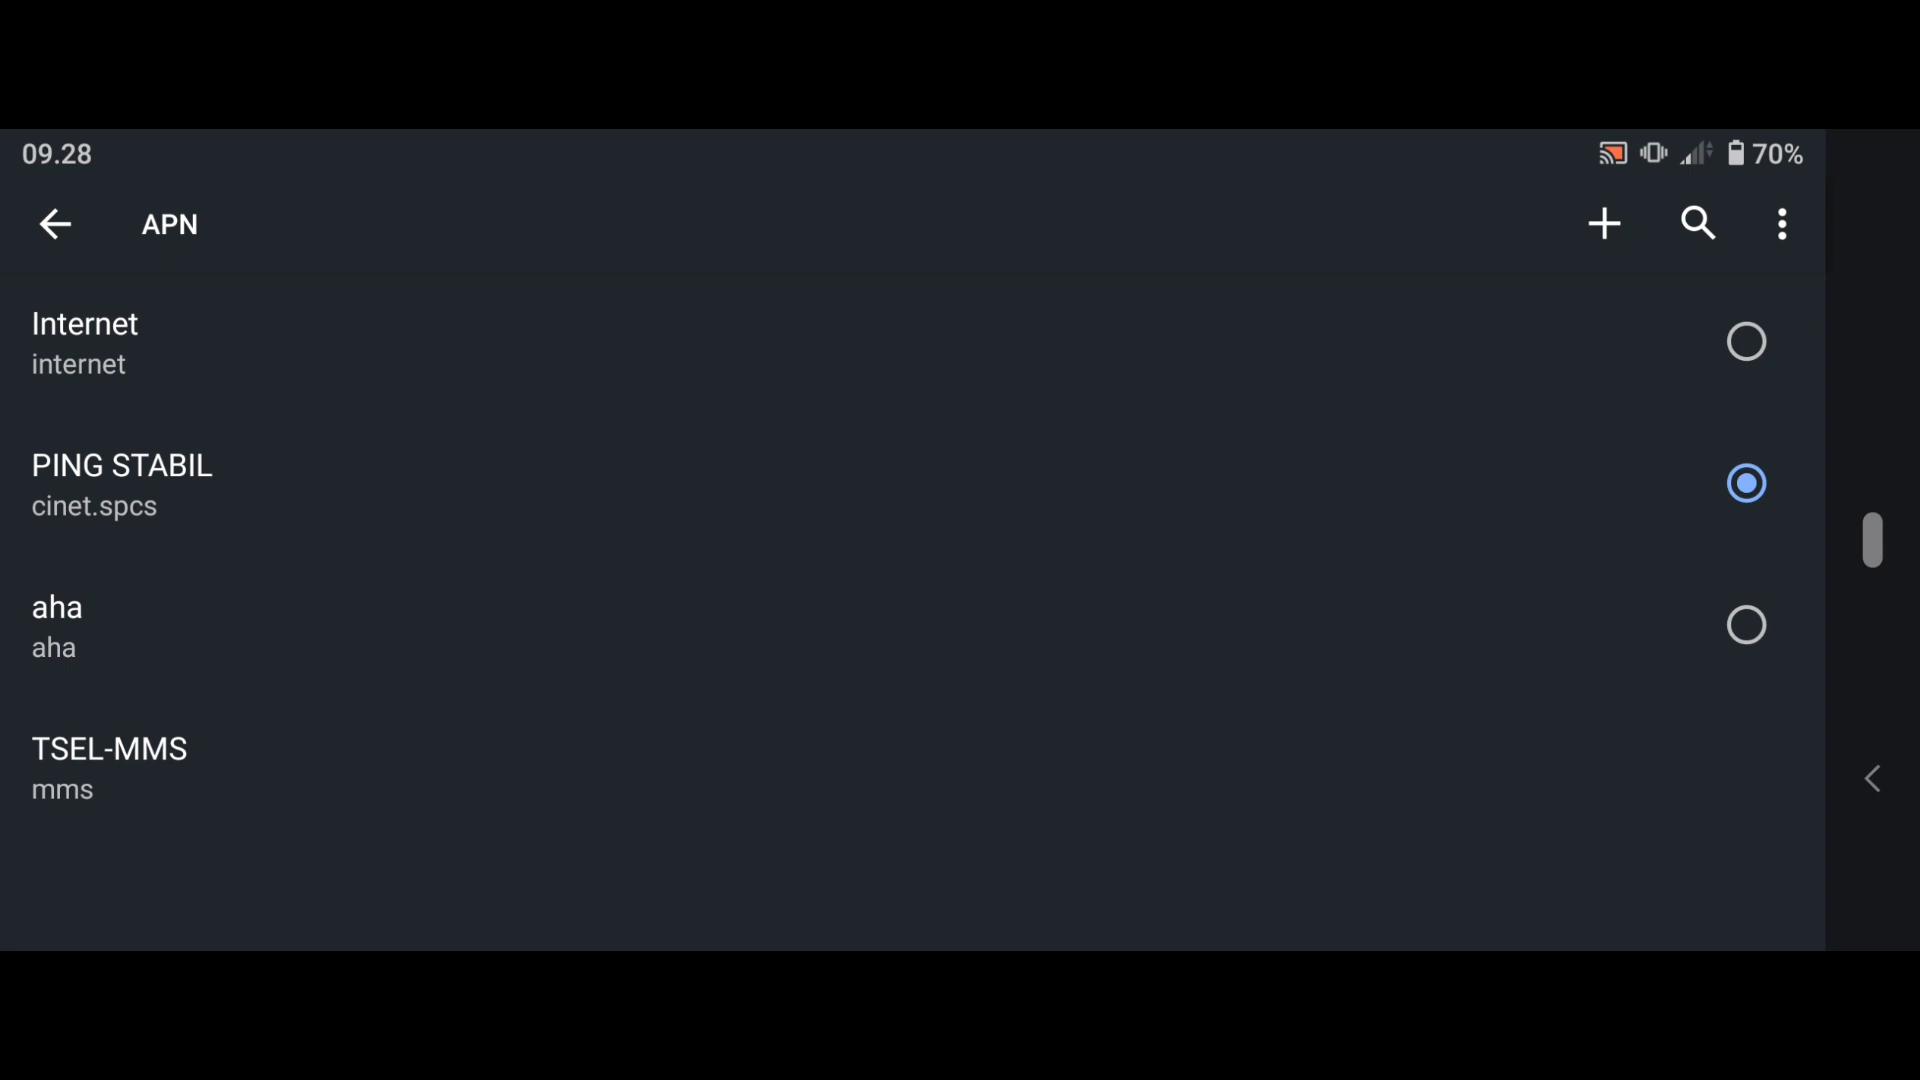 09.28
70%
APN
Internet
internet
PING STABIL
cinet.spcs
aha
aha
TSEL-MMS
mms